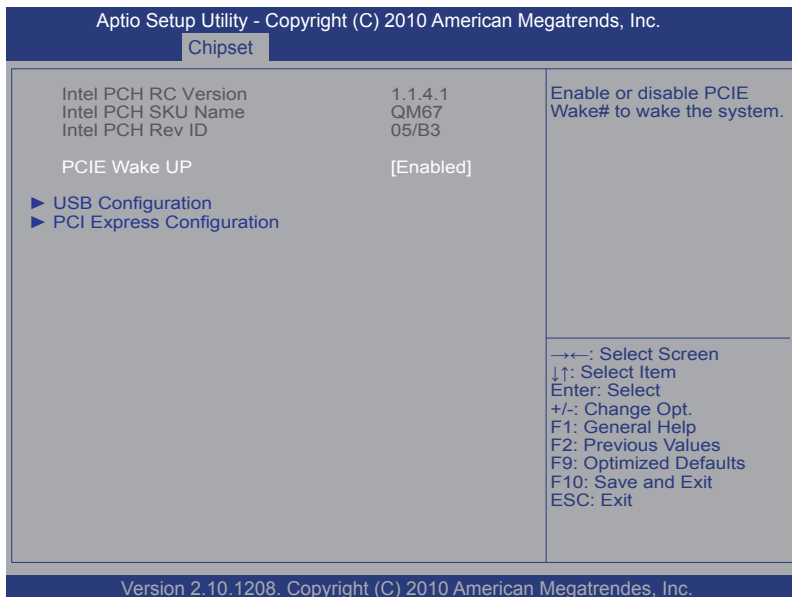 Aptio Setup Utility - Copyright (C) 2010 American Megatrends, Inc.
Chipset
Intel PCH RC Version 1.1.4.1
Intel PCH SKU Name QM67
Intel PCH Rev ID 05/B3
PCIE Wake UP [Enabled]
► USB Configuration
► PCI Express Configuration
Enable or disable PCIE
Wake# to wake the system.
→←: Select Screen
↓↑: Select Item
Enter: Select
+/-: Change Opt.
F1: General Help
F2: Previous Values
F9: Optimized Defaults
F10: Save and Exit
ESC: Exit
Version 2.10.1208. Copyright (C) 2010 American Megatrendes, Inc.